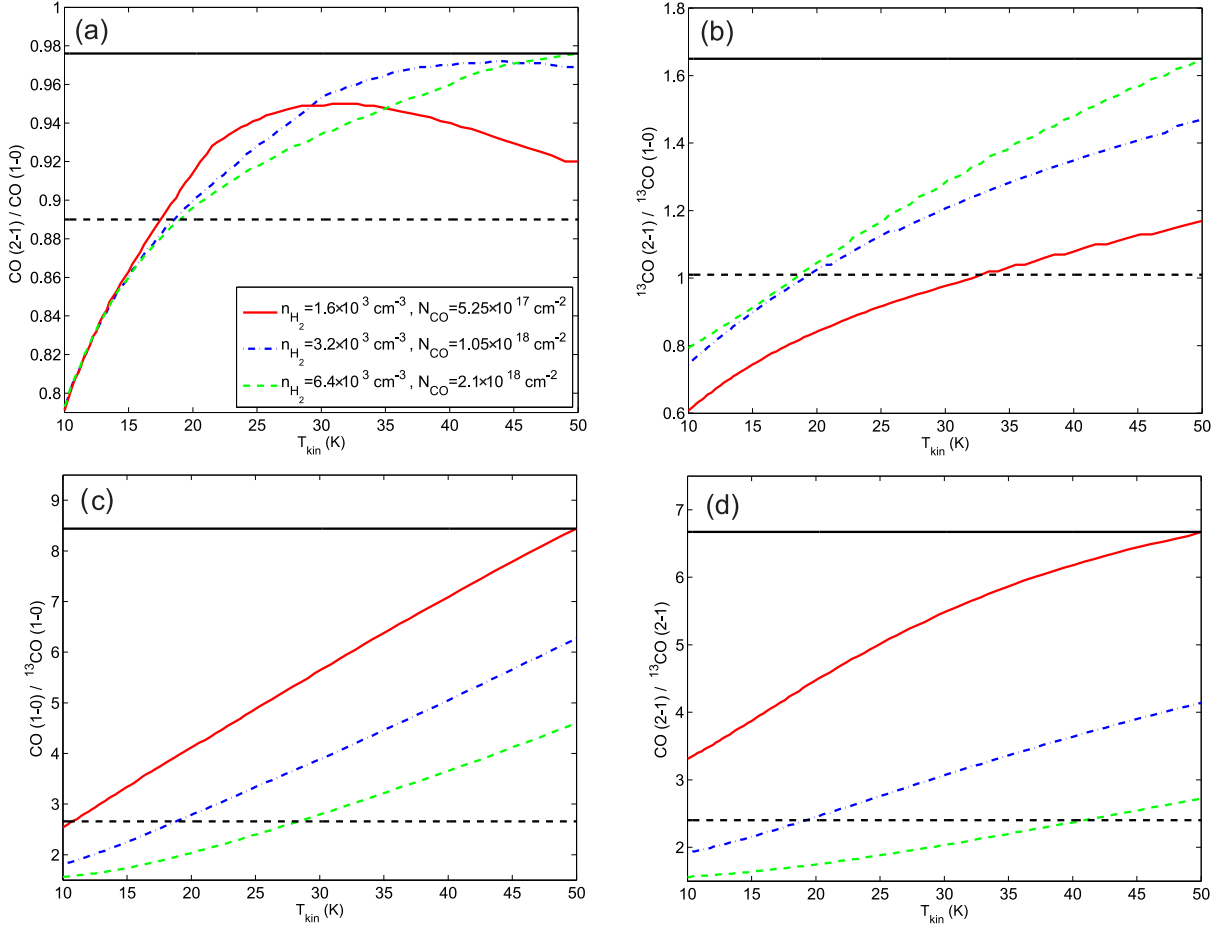 (a)
CO (2-1) / CO (1-0)
1
0.98
0.96
0.94
0.92
0.9
0.88
0.86
0.84
0.82
0.8
n_H_2=1.6×10^3 cm^-3 , N_CO=5.25×10^17 cm^-2
n_H_2=3.2×10^3 cm^-3 , N_CO=1.05×10^18 cm^-2
n_H_2=6.4×10^3 cm^-3 , N_CO=2.1×10^18 cm^-2
10 15 20 25 30 35 40 45 50
T_kin (K)
(b)
^13CO (2-1) / ^13CO (1-0)
1.8
1.6
1.4
1.2
1
0.8
0.6
10 15 20 25 30 35 40 45 50
T_kin (K)
(c)
CO (1-0) / ^13CO (1-0)
9
8
7
6
5
4
3
2
10 15 20 25 30 35 40 45 50
T_kin (K)
(d)
CO (2-1) / ^13CO (2-1)
7
6
5
4
3
2
10 15 20 25 30 35 40 45 50
T_kin (K)